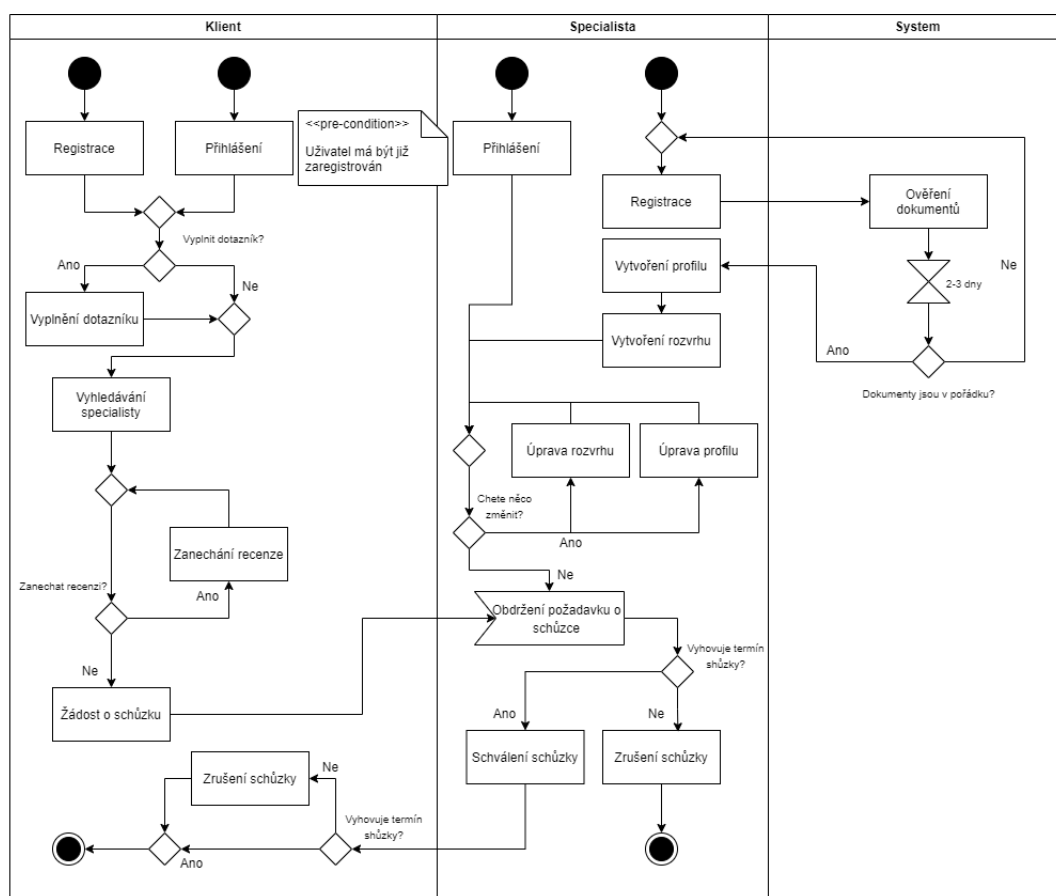 Klient
Specialista
System
<<pre-condition>>
Uživatel má být již
zaregistrován
Registrace
Přihlášení
Přihlášení
Registrace
Ověření
dokumentů
Vyplnit dotazník?
Ano
Ne
Vytvoření profilu
Ne
2-3 dny
Vyplnění dotazníku
Vytvoření rozvrhu
Ano
Dokumenty jsou v pořádku?
Vyhledávání
specialisty
Úprava rozvrhu
Úprava profilu
Chete něco
změnit?
Ano
Zanechání recenze
Ne
Zanechat recenzi?
Ano
Obdržení požadavku o
schůzce
Vyhovuje termín
shůzky?
Ne
Žádost o schůzku
Ano
Ne
Schválení schůzky
Zrušení schůzky
Zrušení schůzky
Ne
Vyhovuje termín
shůzky?
Ano